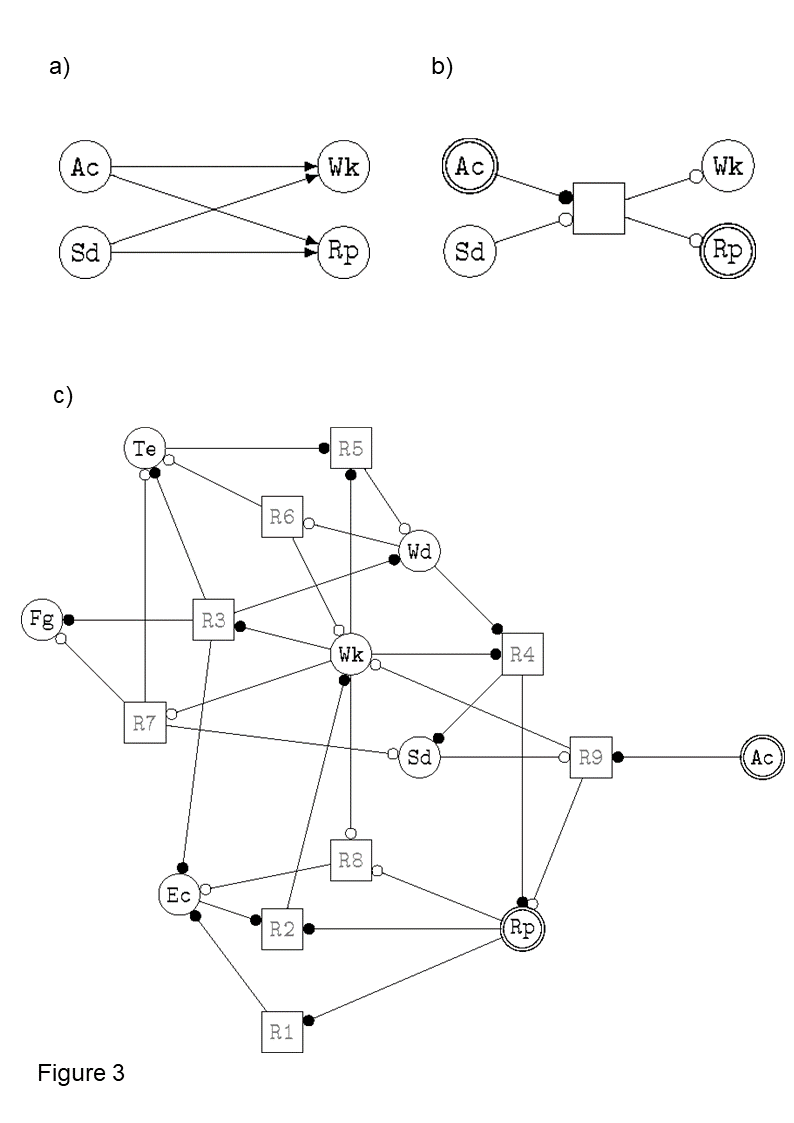 a)
b)
Ac
Wk
Ac
Wk
Sd
Rp
Sd
Rp
c)
Te
R5
R6
Wd
Fg
R3
Wk
R4
R7
Sd
R9
Ac
R8
Ec
R2
Rp
R1
Figure 3